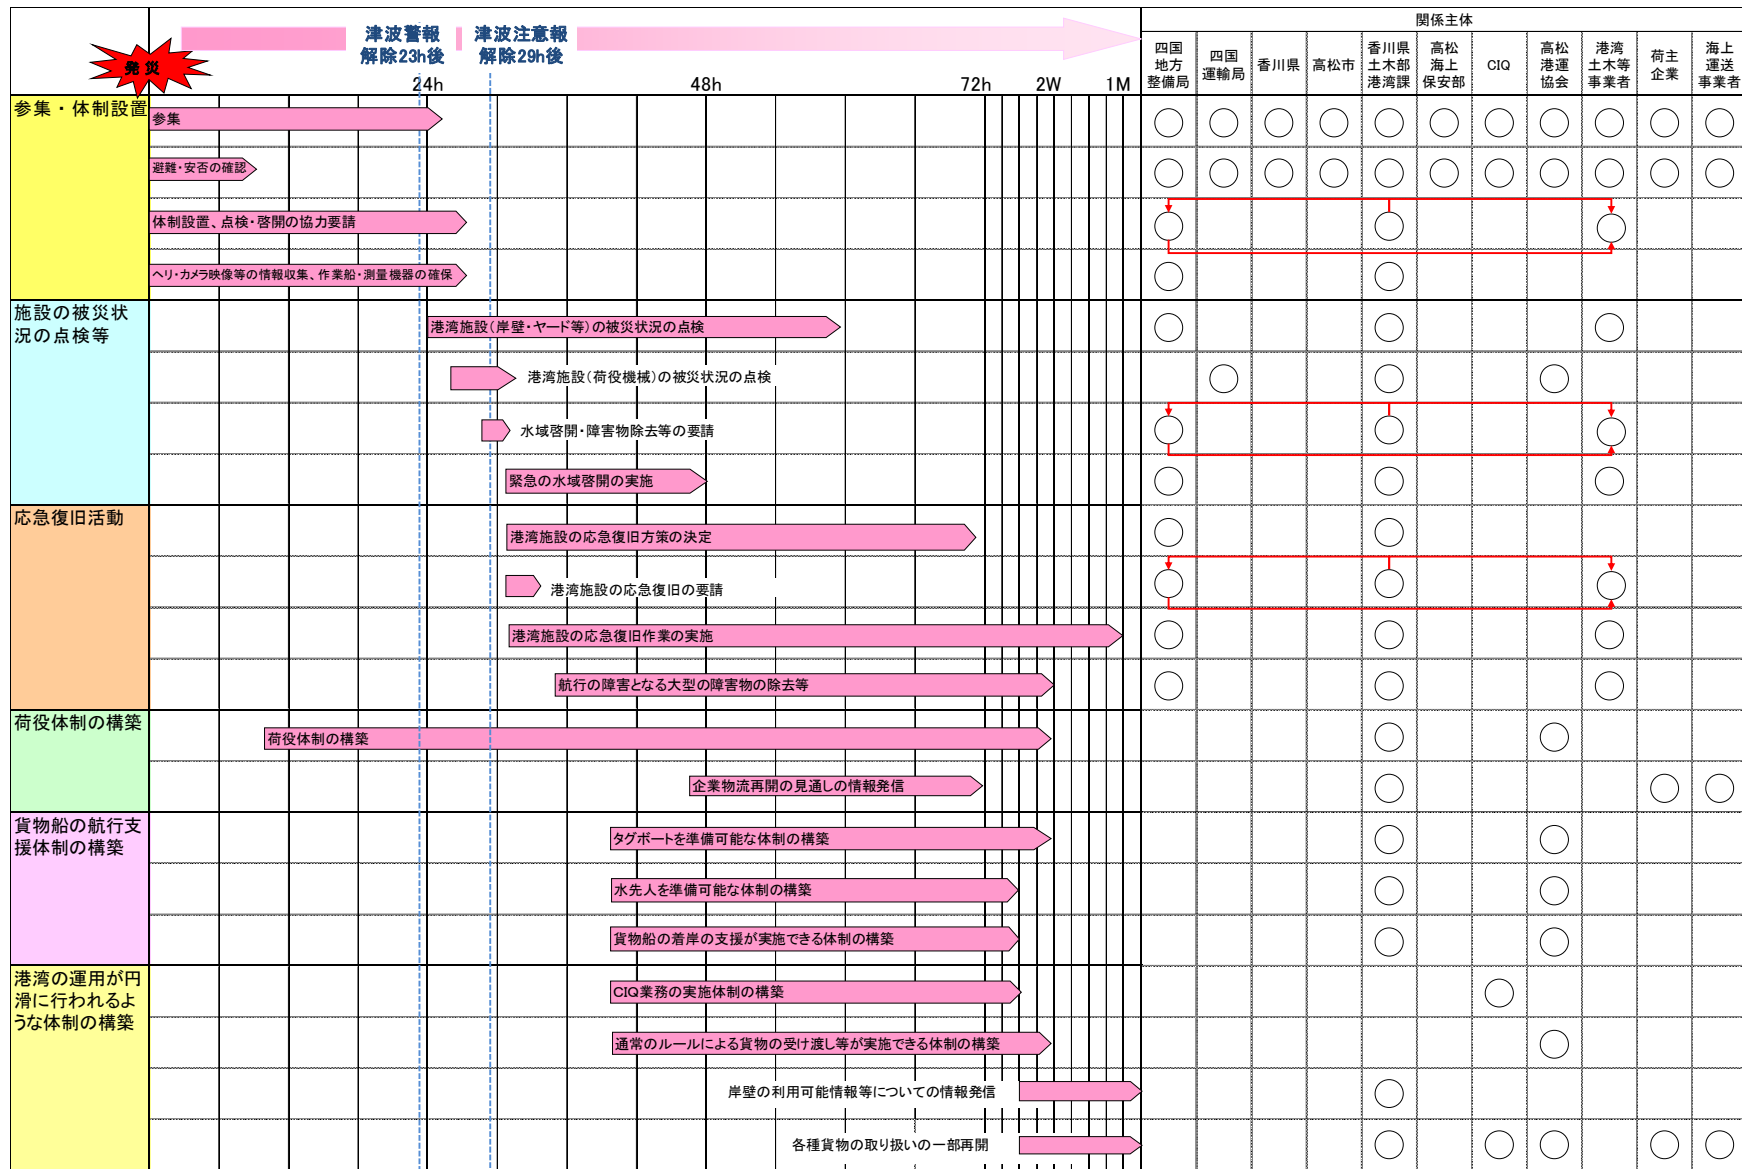 関係主体
津波警報
解除23h後
津波注意報
解除29h後
発災
24h
48h
72h
2W
1M
四国
地方
整備局
四国
運輸局
香川県
高松市
香川県
土木部
港湾課
高松
海上
保安部
CIQ
高松
港運
協会
港湾
土木等
事業者
荷主
企業
海上
運送
事業者
参集・体制設置
参集
避難・安否の確認
体制設置、点検・啓開の協力要請
ヘリ・カメラ映像等の情報収集、作業船・測量機器の確保
施設の被災状
況の点検等
港湾施設(岸壁・ヤード等)の被災状況の点検
港湾施設(荷役機械)の被災状況の点検
水域啓開・障害物除去等の要請
緊急の水域啓開の実施
応急復旧活動
港湾施設の応急復旧方策の決定
港湾施設の応急復旧の要請
港湾施設の応急復旧作業の実施
航行の障害となる大型の障害物の除去等
荷役体制の構築
荷役体制の構築
企業物流再開の見通しの情報発信
貨物船の航行支
援体制の構築
タグボートを準備可能な体制の構築
水先人を準備可能な体制の構築
貨物船の着岸の支援が実施できる体制の構築
港湾の運用が円
滑に行われるよ
うな体制の構築
CIQ業務の実施体制の構築
通常のルールによる貨物の受け渡し等が実施できる体制の構築
岸壁の利用可能情報等についての情報発信
各種貨物の取り扱いの一部再開